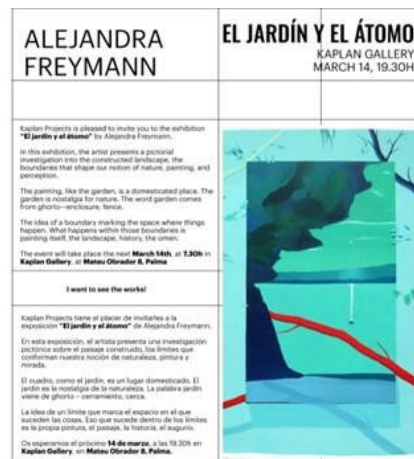 ALEJANDRA
FREYMANN
EL JARDÍN Y EL ÁTOMO
KAPLAN GALLERY
MARCH 14, 19.30H
Kaplan Projects is pleased to invite you to the exhibition
"El jardín y el átomo" by Alejandra Freymann.
In this exhibition, the artist presents a pictorial
investigation into the constructed landscape, the
boundaries that shape our notion of nature, painting, and
perception.
The painting, like the garden, is a domesticated place. The
garden is nostalgia for nature. The word garden comes
from ghorto—enclosure, fence.
The idea of a boundary marking the space where things
happen. What happens within those boundaries is
painting itself, the landscape, history, the omen.
The event will take place the next March 14th, at 7.30h in
Kaplan Gallery, at Mateu Obrador 8, Palma
I want to see the works!
Kaplan Projects tiene el placer de invitarles a la
exposición "El jardín y el átomo" de Alejandra Freymann.
En esta exposición, el artista presenta una investigación
pictórica sobre el paisaje construido, los límites que
conforman nuestra noción de naturaleza, pintura y
mirada.
El cuadro, como el jardín, es un lugar domesticado. El
jardín es la nostalgia de la naturaleza. La palabra jardín
viene de ghorto – cerramiento, cerca.
La idea de un límite que marca el espacio en el que
suceden las cosas. Eso que sucede dentro de los límites
es la propia pintura, el paisaje, la historia, el augurio.
Os esperamos el próximo 14 de marzo, a las 19.30h en
Kaplan Gallery, en Mateu Obrador 8, Palma.